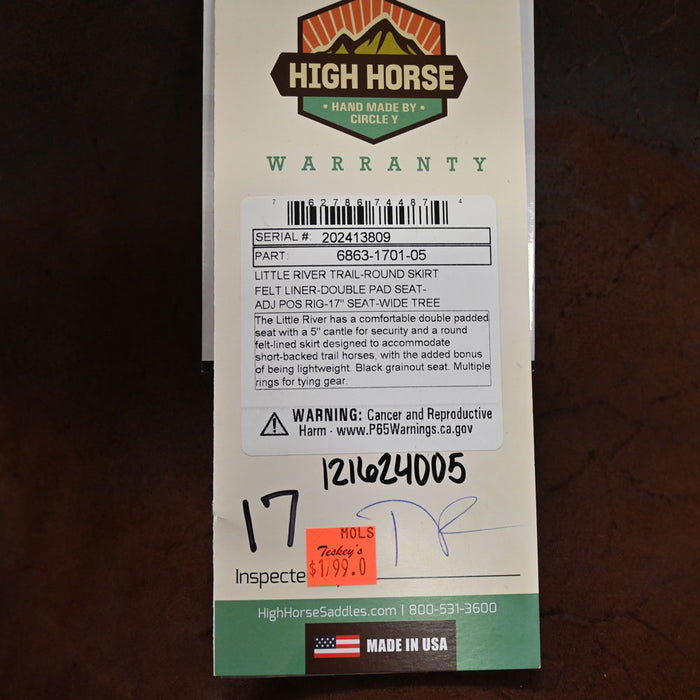 HIGH HORSE
• HAND MADE BY •
CIRCLE Y
WARRANTY
7 62786 74487 4
SERIAL #: 202413809
PART: 6863-1701-05
LITTLE RIVER TRAIL-ROUND SKIRT
FELT LINER-DOUBLE PAD SEAT-
ADJ POS RIG-17" SEAT-WIDE TREE
The Little River has a comfortable double padded
seat with a 5" cantle for security and a round
felt-lined skirt designed to accommodate
short-backed trail horses, with the added bonus
of being lightweight. Black grainout seat. Multiple
rings for tying gear.
WARNING: Cancer and Reproductive
Harm - www.P65Warnings.ca.gov
121624005
17
MOLS
Teskey's
$1799.0
Inspecte
HighHorseSaddles.com | 800-531-3600
MADE IN USA